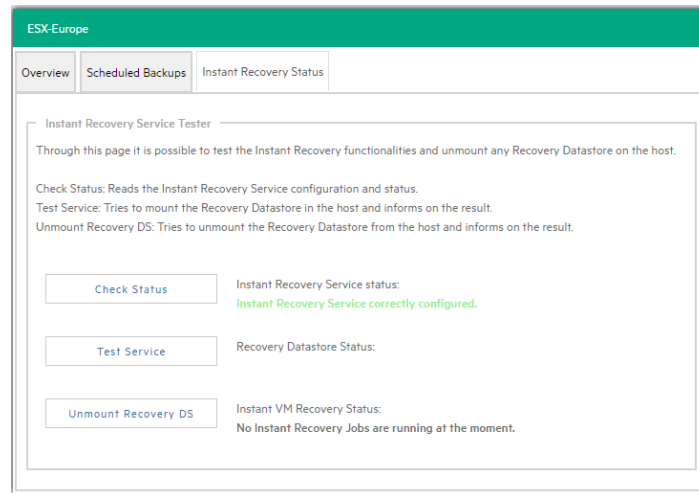 ESX-Europe
Overview
Scheduled Backups
Instant Recovery Status
Instant Recovery Service Tester
Through this page it is possible to test the Instant Recovery functionalities and unmount any Recovery Datastore on the host.
Check Status: Reads the Instant Recovery Service configuration and status.
Test Service: Tries to mount the Recovery Datastore in the host and informs on the result.
Unmount Recovery DS: Tries to unmount the Recovery Datastore from the host and informs on the result.
Check Status
Instant Recovery Service status:
Instant Recovery Service correctly configured.
Test Service
Recovery Datastore Status:
Unmount Recovery DS
Instant VM Recovery Status:
No Instant Recovery Jobs are running at the moment.